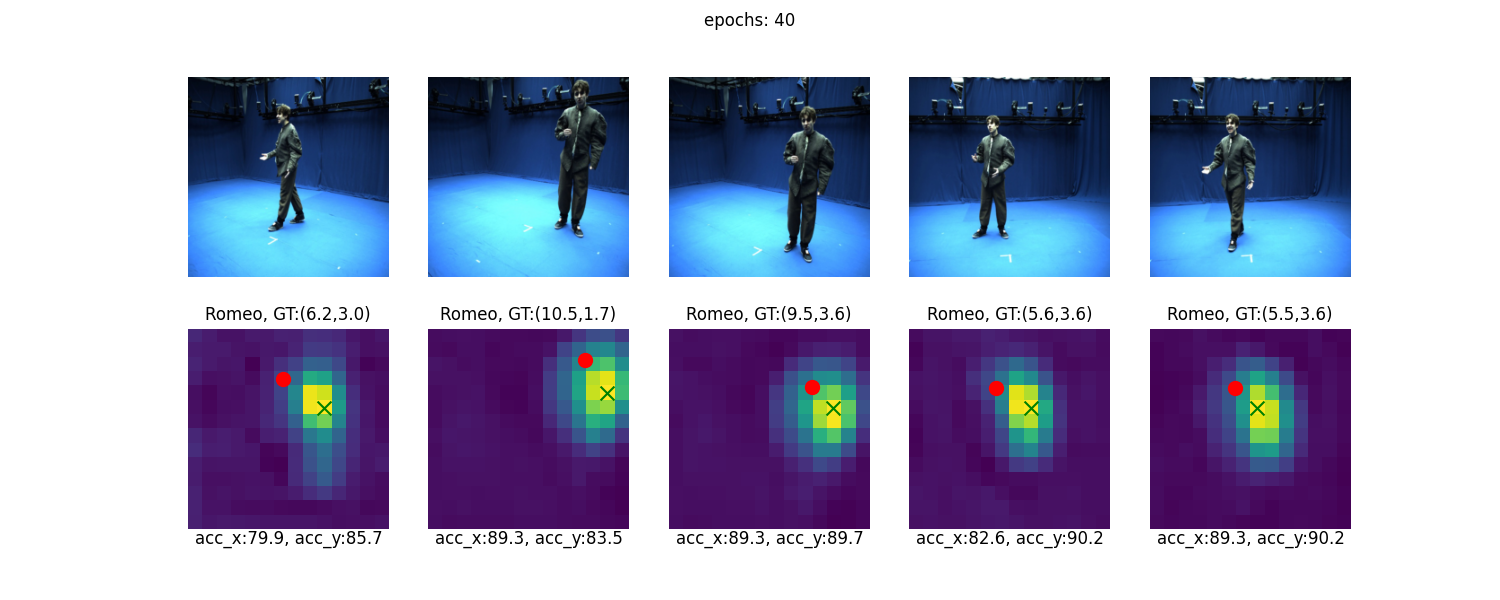 epochs: 40
Romeo, GT:(6.2,3.0)
Romeo, GT:(10.5,1.7)
Romeo, GT:(9.5,3.6)
Romeo, GT:(5.6,3.6)
Romeo, GT:(5.5,3.6)
acc_x:79.9, acc_y:85.7
acc_x:89.3, acc_y:83.5
acc_x:89.3, acc_y:89.7
acc_x:82.6, acc_y:90.2
acc_x:89.3, acc_y:90.2